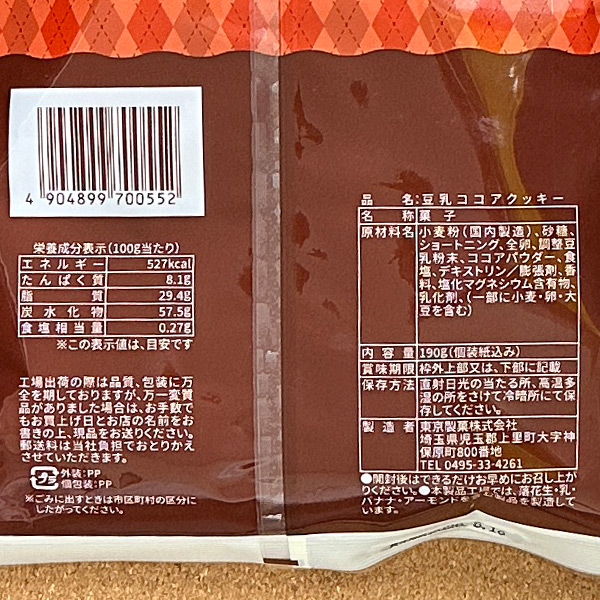 4 904899 700552
栄養成分表示(100g当たり)
エネルギー 527kcal
たんぱく質 8.1g
脂質 29.4g
炭水化物 57.5g
食塩相当量 0.27g
※この表示値は、目安です
工場出荷の際は品質、包装に万
全を期しておりますが、万一変質
品がありました場合は、お手数で
もお買上げ日とお店の名前をお
書きの上、現品をお送りください。
郵送料は当社負担でおとりかえ
させていただきます。
プラ
外装:PP
個包装:PP
※ごみに出すときは市区町村の区分に
したがってください。
品名:豆乳ココアクッキー
名称 菓子
原材料名 小麦粉(国内製造)、砂糖、
ショートニング、全卵、調整豆
乳粉末、ココアパウダー、食
塩、デキストリン/膨張剤、香
料、塩化マグネシウム含有物、
乳化剤、(一部に小麦・卵・大
豆を含む)
内容量 190g(個装紙込み)
賞味期限 枠外上部又は、下部に記載
保存方法 直射日光の当たる所、高温多
湿の所をさけて冷暗所にて保
存してください。
製造者 東京製菓株式会社
埼玉県児玉郡上里町大字神
保原町800番地
TEL 0495-33-4261
●開封後はできるだけお早めにお召し上が
りください。●本製品工場では、落花生・乳・
バナナ・アーモンドを 品を製造して
います。